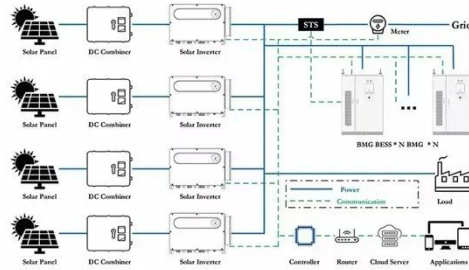 Solar Panel
DC Combiner
Solar Inverter
STS
Meter
Grid
Solar Panel
DC Combiner
Solar Inverter
BMG BESS * N BMG * N
Solar Panel
DC Combiner
Solar Inverter
Power
Communication
Load
Solar Panel
DC Combiner
Solar Inverter
Controller
Router
Cloud Server
Applications